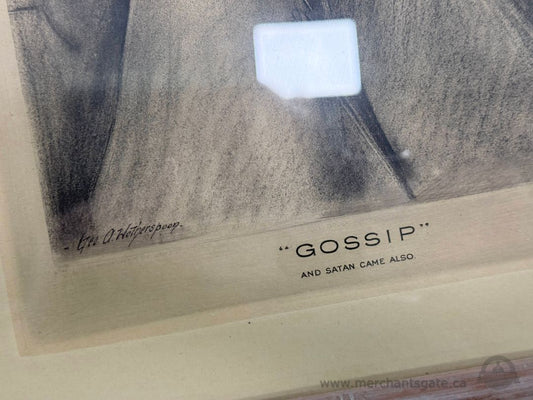 Geo A Wotherspoon.
"GOSSIP"
AND SATAN CAME ALSO.
www.merchantsgate.ca